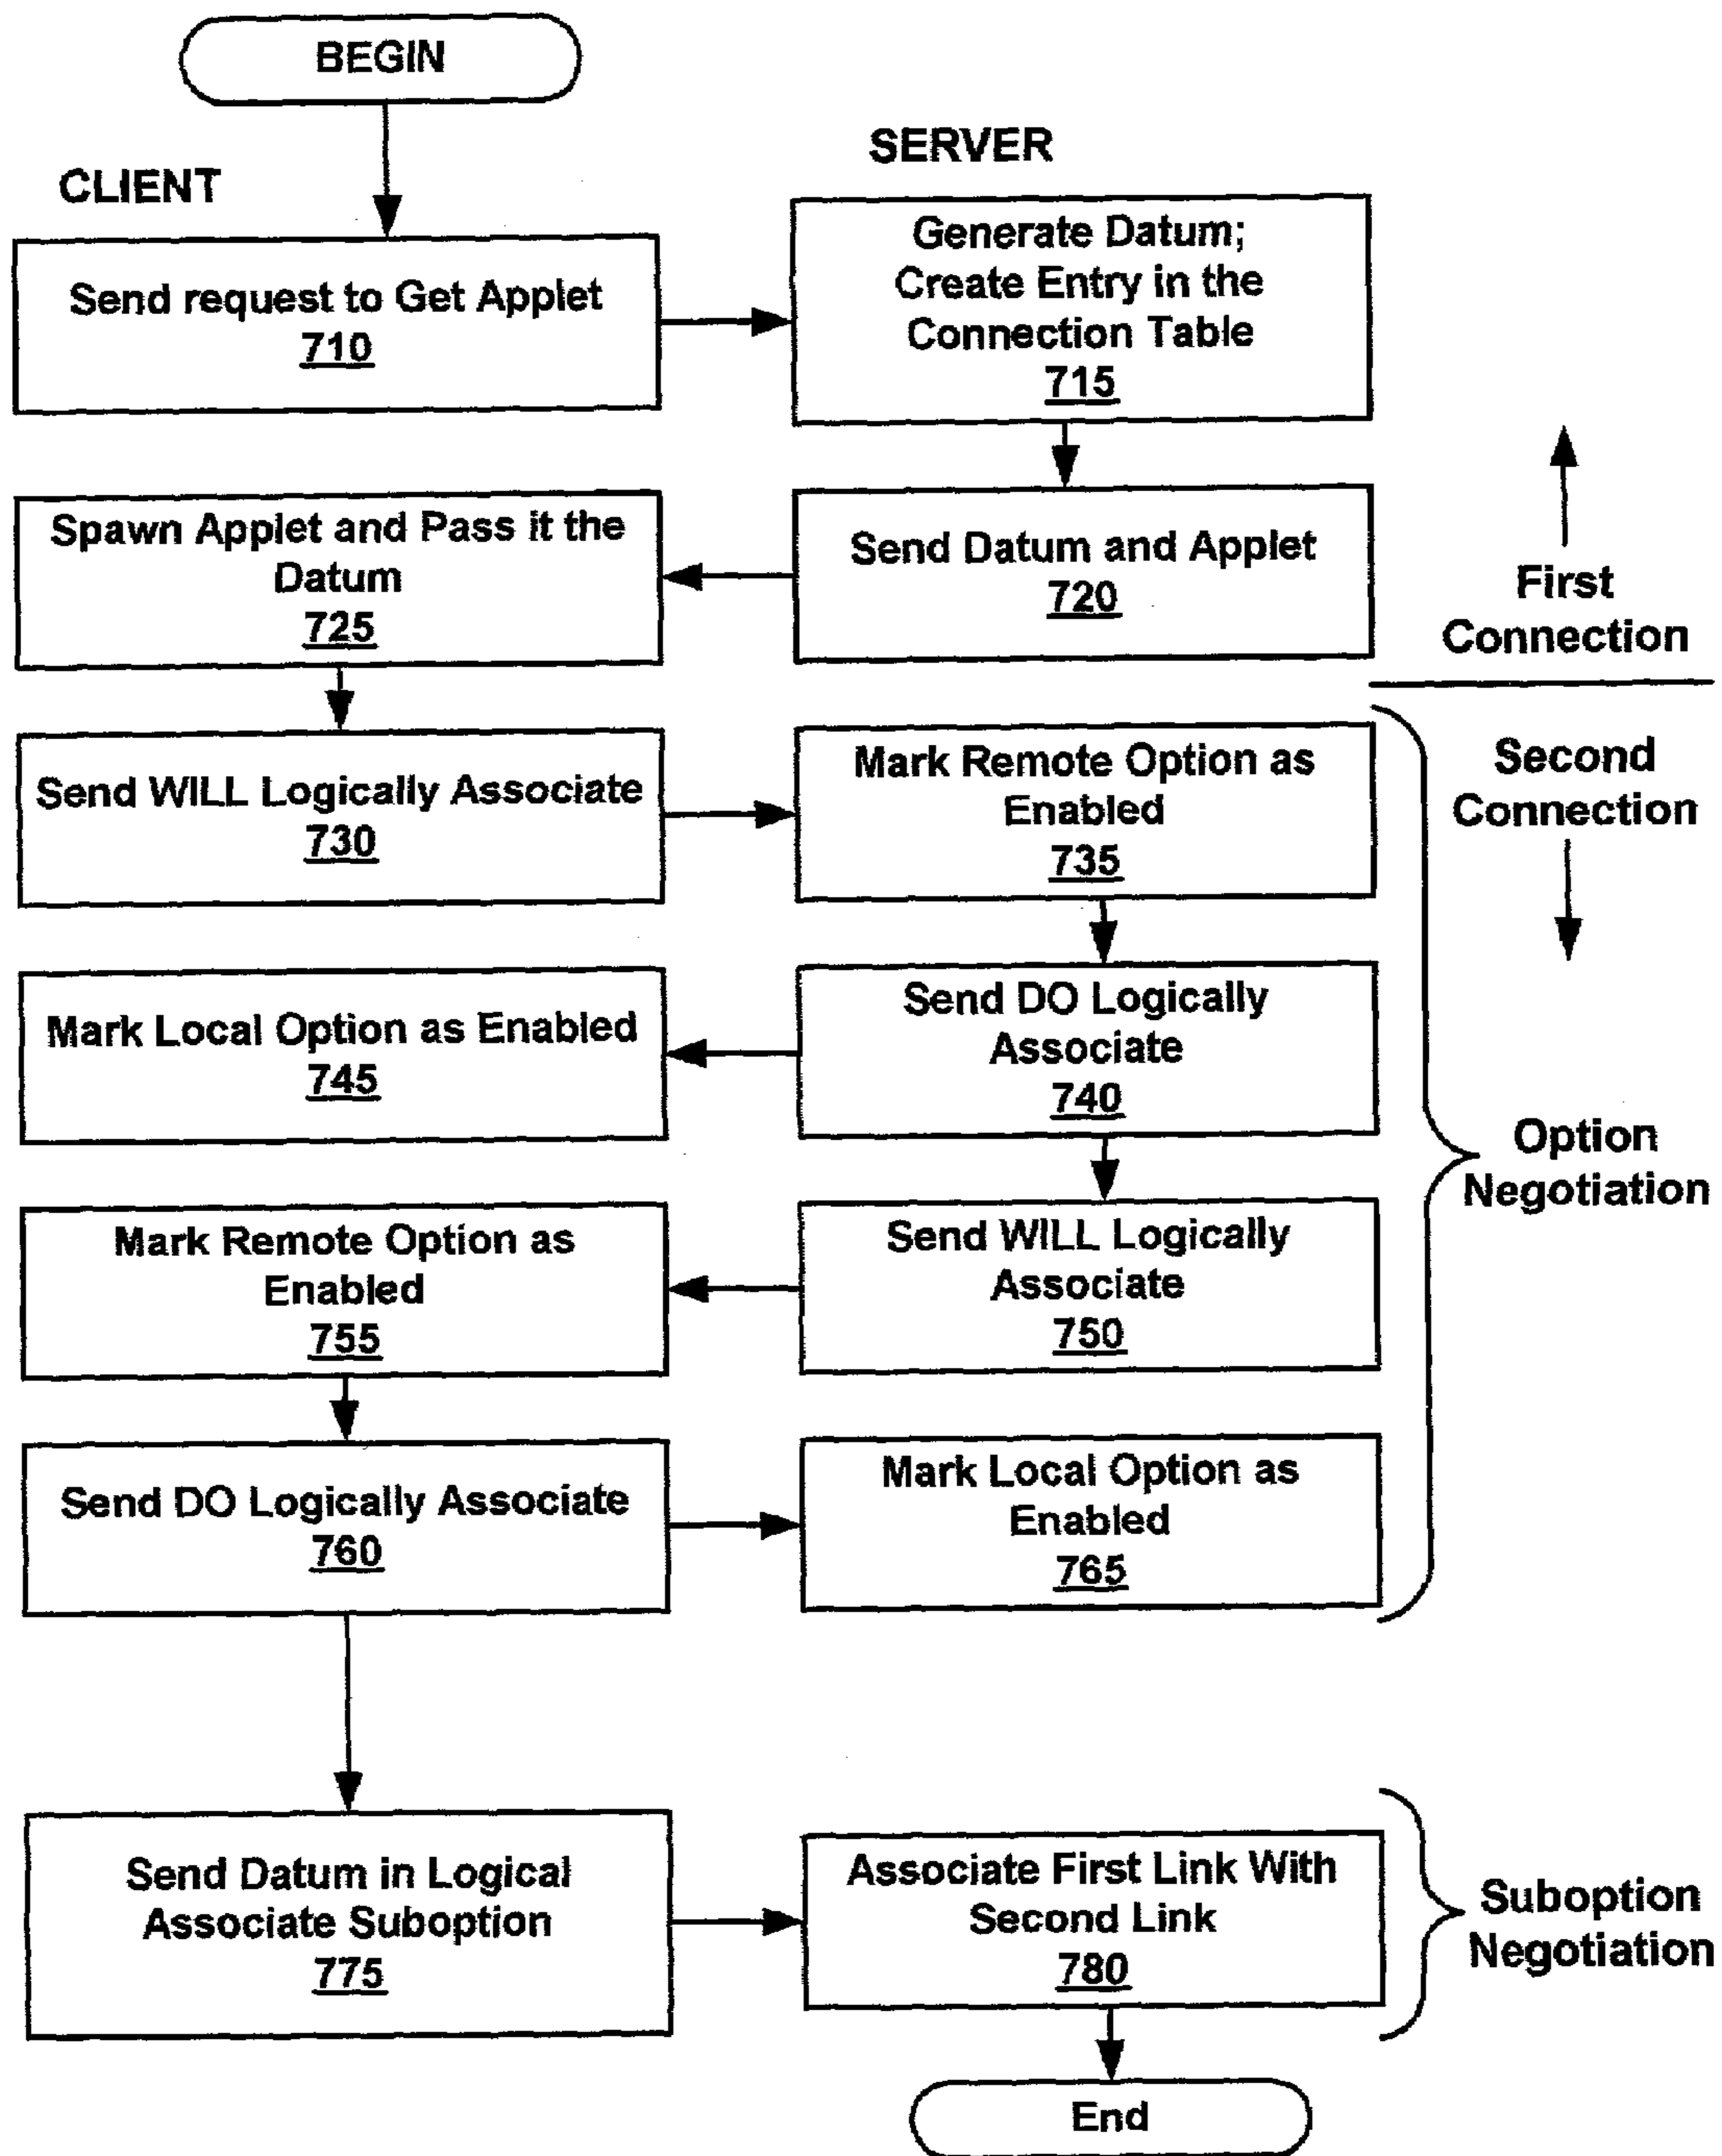 BEGIN
CLIENT
SERVER
Send request to Get Applet
710
Generate Datum;
Create Entry in the
Connection Table
715
Spawn Applet and Pass it the
Datum
725
Send Datum and Applet
720
First
Connection
Send WILL Logically Associate
730
Mark Remote Option as
Enabled
735
Second
Connection
Mark Local Option as Enabled
745
Send DO Logically
Associate
740
Option
Negotiation
Mark Remote Option as
Enabled
755
Send WILL Logically
Associate
750
Send DO Logically Associate
760
Mark Local Option as
Enabled
765
Send Datum in Logical
Associate Suboption
775
Associate First Link With
Second Link
780
Suboption
Negotiation
End